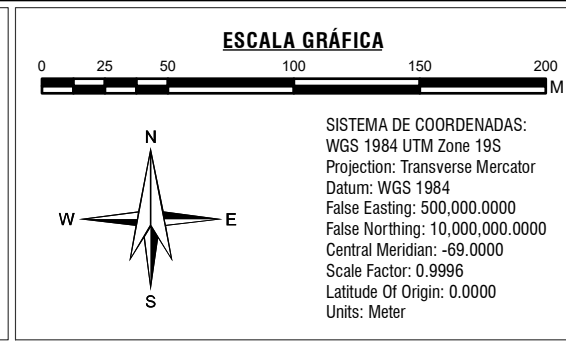 ESCALA GRÁFICA
0 25 50 100 150 200
M
N
W E
S
SISTEMA DE COORDENADAS:
WGS 1984 UTM Zone 19S
Projection: Transverse Mercator
Datum: WGS 1984
False Easting: 500,000.0000
False Northing: 10,000,000.0000
Central Meridian: -69.0000
Scale Factor: 0.9996
Latitude Of Origin: 0.0000
Units: Meter